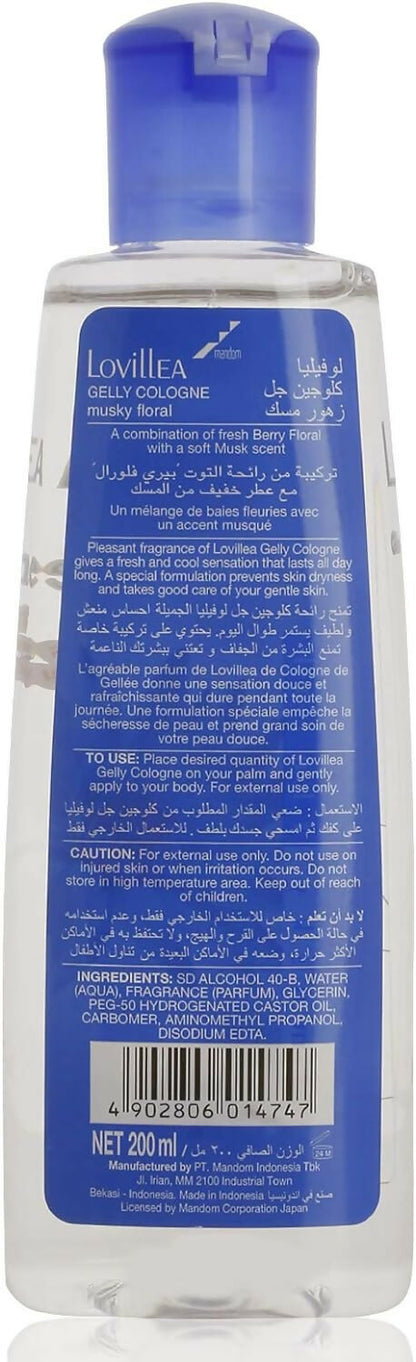 LOVILLEA
mandom
GELLY COLOGNE
musky floral
لوفيليا
كلوجين جل
زهور مسك
A combination of fresh Berry Floral
with a soft Musk scent
تركيبة من رائحة التوت "بيري فلورال"
مع عطر خفيف من المسك
Un mélange de baies fleuries avec
un accent musqué
Pleasant fragrance of Lovillea Gelly Cologne
gives a fresh and cool sensation that lasts all day
long. A special formulation prevents skin dryness
and takes good care of your gentle skin.
تمنح رائحة كلوجين جل لوفيليا الجميلة احساس منعش
ولطيف يستمر طوال اليوم. يحتوي على تركيبة خاصة
تمنع البشرة من الجفاف و تعتني ببشرتك الناعمة
L'agréable parfum de Lovillea de Cologne de
Gellée donne une sensation douce et
rafraîchissante qui dure pendant toute la
journée. Une formulation spéciale empêche la
sécheresse de peau et prend grand soin de
votre peau douce.
TO USE: Place desired quantity of Lovillea
Gelly Cologne on your palm and gently
apply to your body. For external use only.
الاستعمال : ضعي المقدار المطلوب من كلوجين جل لوفيليا
على كفك ثم امسحي جسدك بلطف . للاستعمال الخارجي فقط
CAUTION: For external use only. Do not use on
injured skin or when irritation occurs. Do not
store in high temperature area. Keep out of reach
of children.
لا بد أن تعلم : خاص للاستخدام الخارجي فقط، وعدم استخدامه
في حالة الحصول على القرح والهيج، ولا تحتفظ به في الأماكن
الأكثر حرارة، وضعه في الأماكن البعيدة من تناول الأطفال
INGREDIENTS: SD ALCOHOL 40-B, WATER
(AQUA), FRAGRANCE (PARFUM), GLYCERIN,
PEG-50 HYDROGENATED CASTOR OIL,
CARBOMER, AMINOMETHYL PROPANOL,
DISODIUM EDTA.
4 902806 014747
NET 200 ml / الوزن الصافي ٢٠٠ مل
24 M
Manufactured by PT. Mandom Indonesia Tbk
Jl. Irian, MM 2100 Industrial Town
Bekasi - Indonesia. Made in Indonesia صنع في اندونيسيا
Licensed by Mandom Corporation Japan